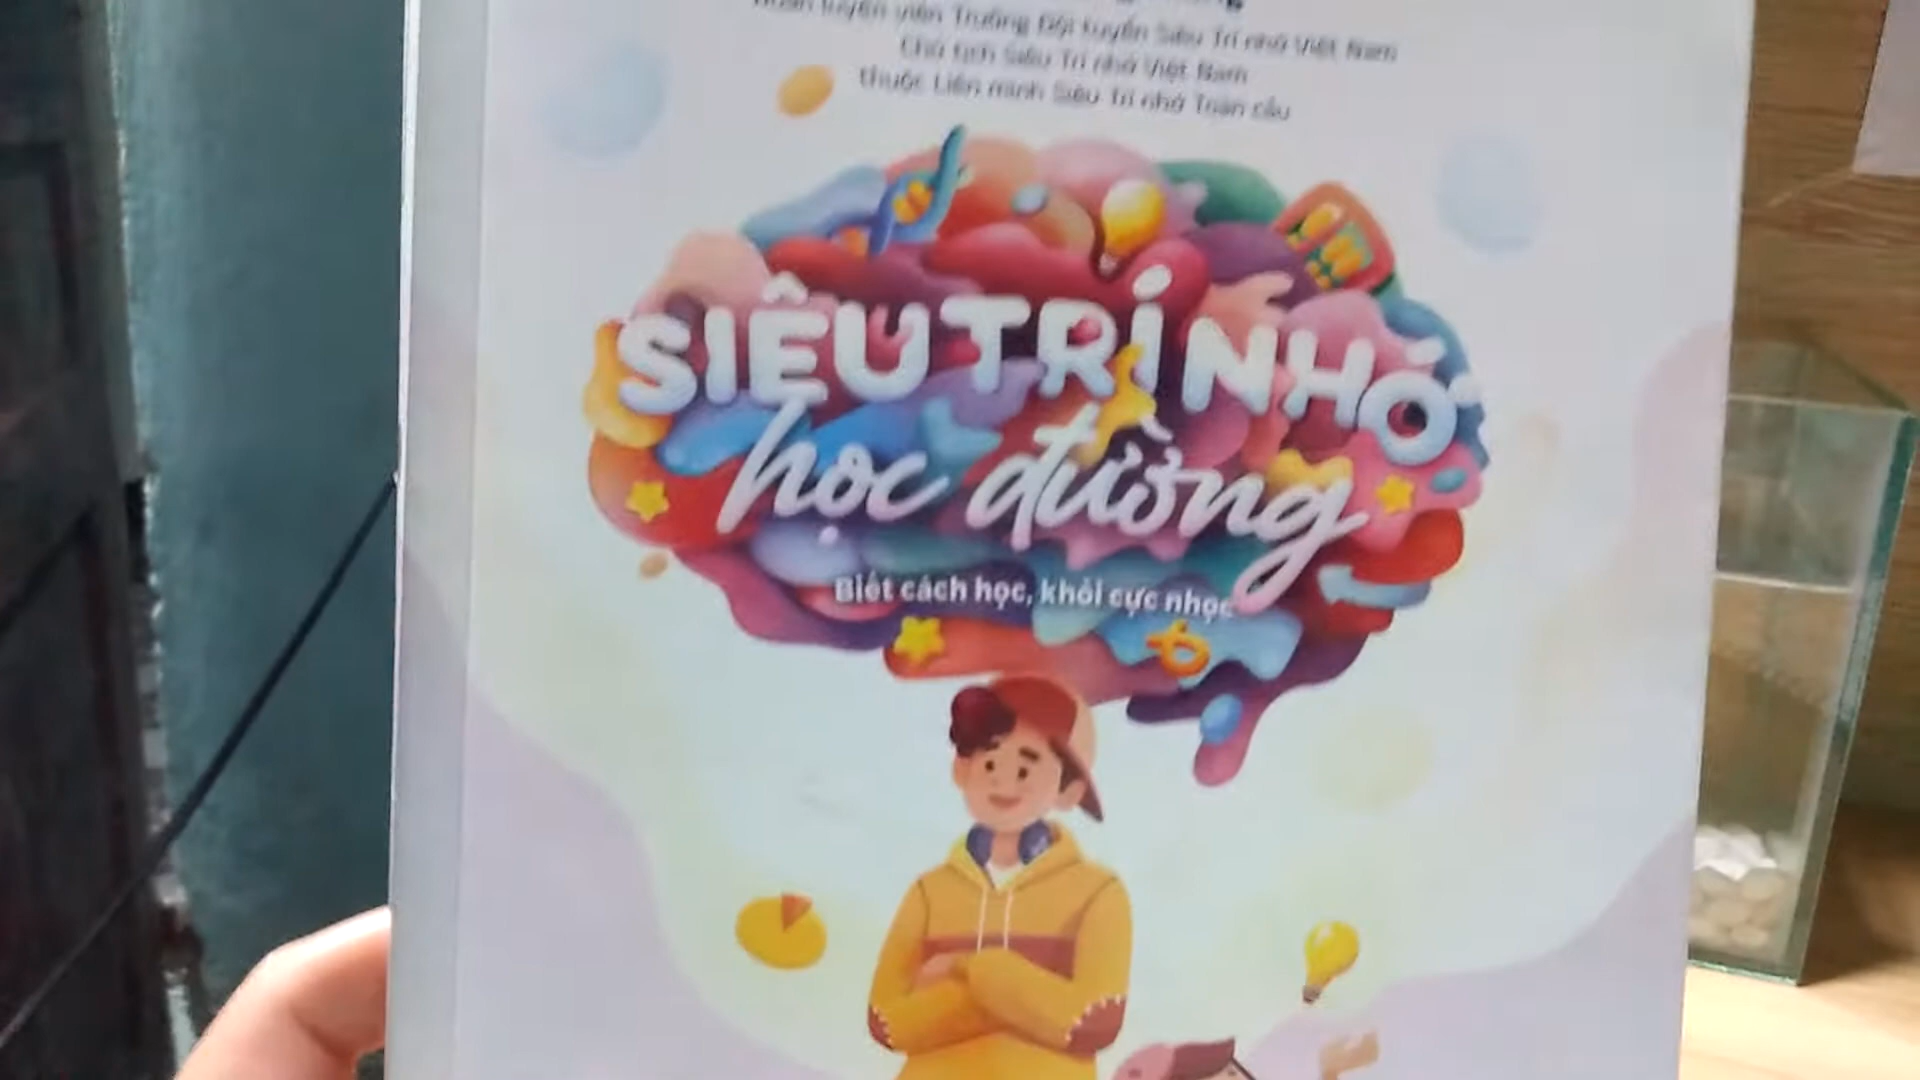 Huấn luyện viên Trưởng Đội tuyển Siêu Trí nhớ Việt Nam
Chủ tịch Siêu Trí nhớ Việt Nam
thuộc Liên minh Siêu Trí nhớ Toàn cầu
SIÊU TRÍ NHỚ
học đường
Biết cách học, khỏi cực nhọc